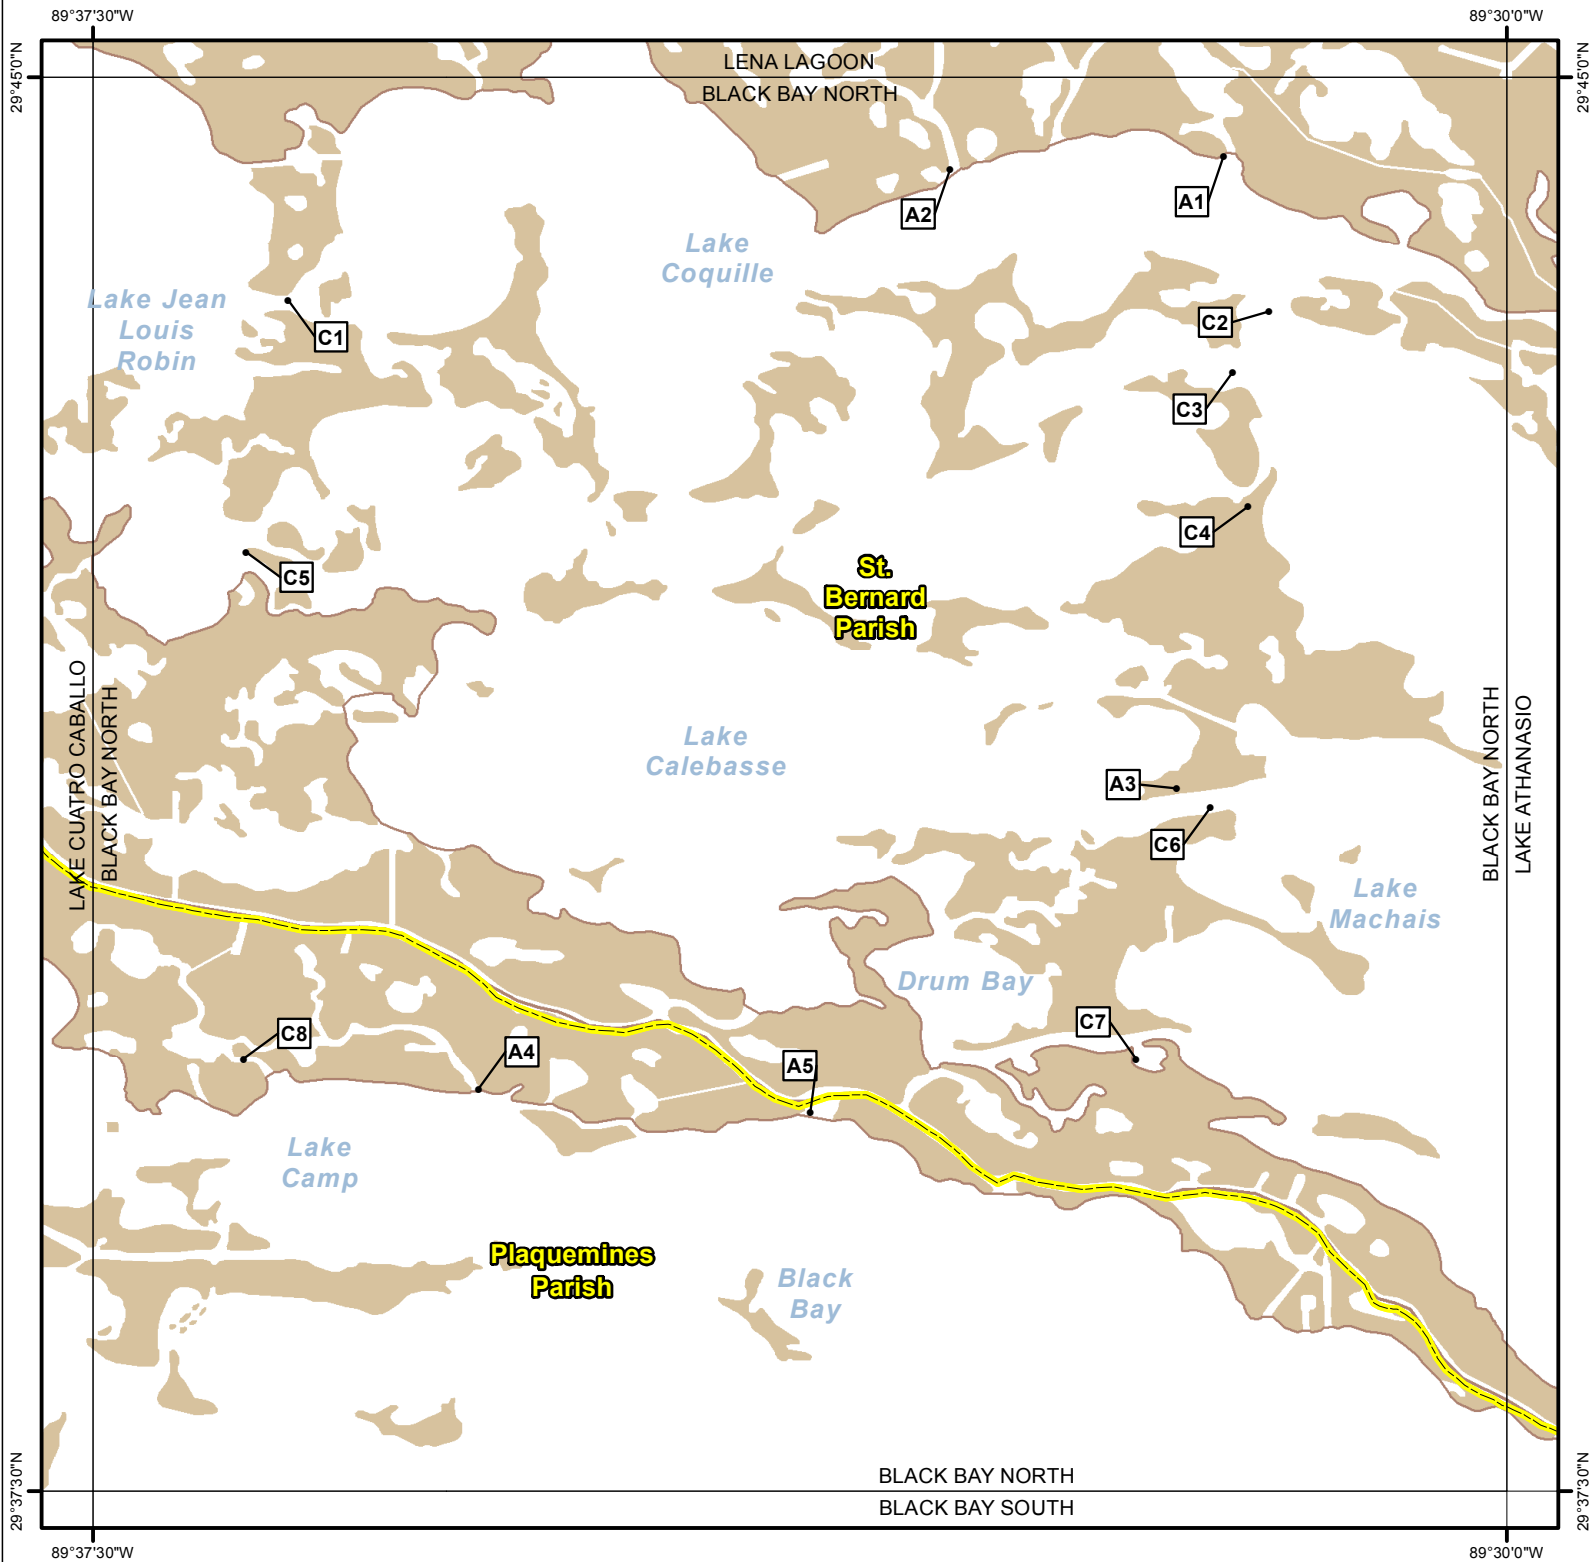 89°37'30"W
89°30'0"W
29°45'0"N
29°45'0"N
LENA LAGOON
BLACK BAY NORTH
A2
A1
Lake
Coquille
Lake Jean
Louis
Robin
C1
C2
C3
C4
C5
St.
Bernard
Parish
LAKE CUATRO CABALLO
BLACK BAY NORTH
Lake
Calebasse
BLACK BAY NORTH
LAKE ATHANASIO
A3
C6
Lake
Machais
Drum Bay
C7
C8
A4
A5
Lake
Camp
Plaquemines
Parish
Black
Bay
BLACK BAY NORTH
BLACK BAY SOUTH
29°37'30"N
29°37'30"N
89°37'30"W
89°30'0"W